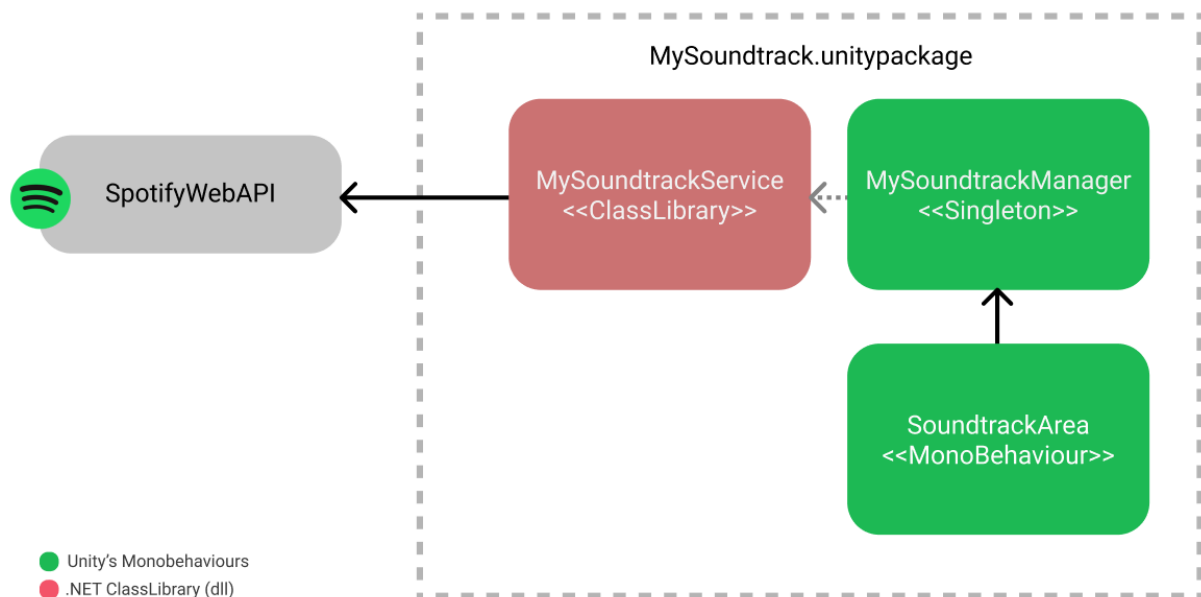 MySoundtrack.unitypackage
SpotifyWebAPI
MySoundtrackService
<<ClassLibrary>>
MySoundtrackManager
<<Singleton>>
SoundtrackArea
<<MonoBehaviour>>
Unity's Monobehaviours
.NET ClassLibrary (dll)